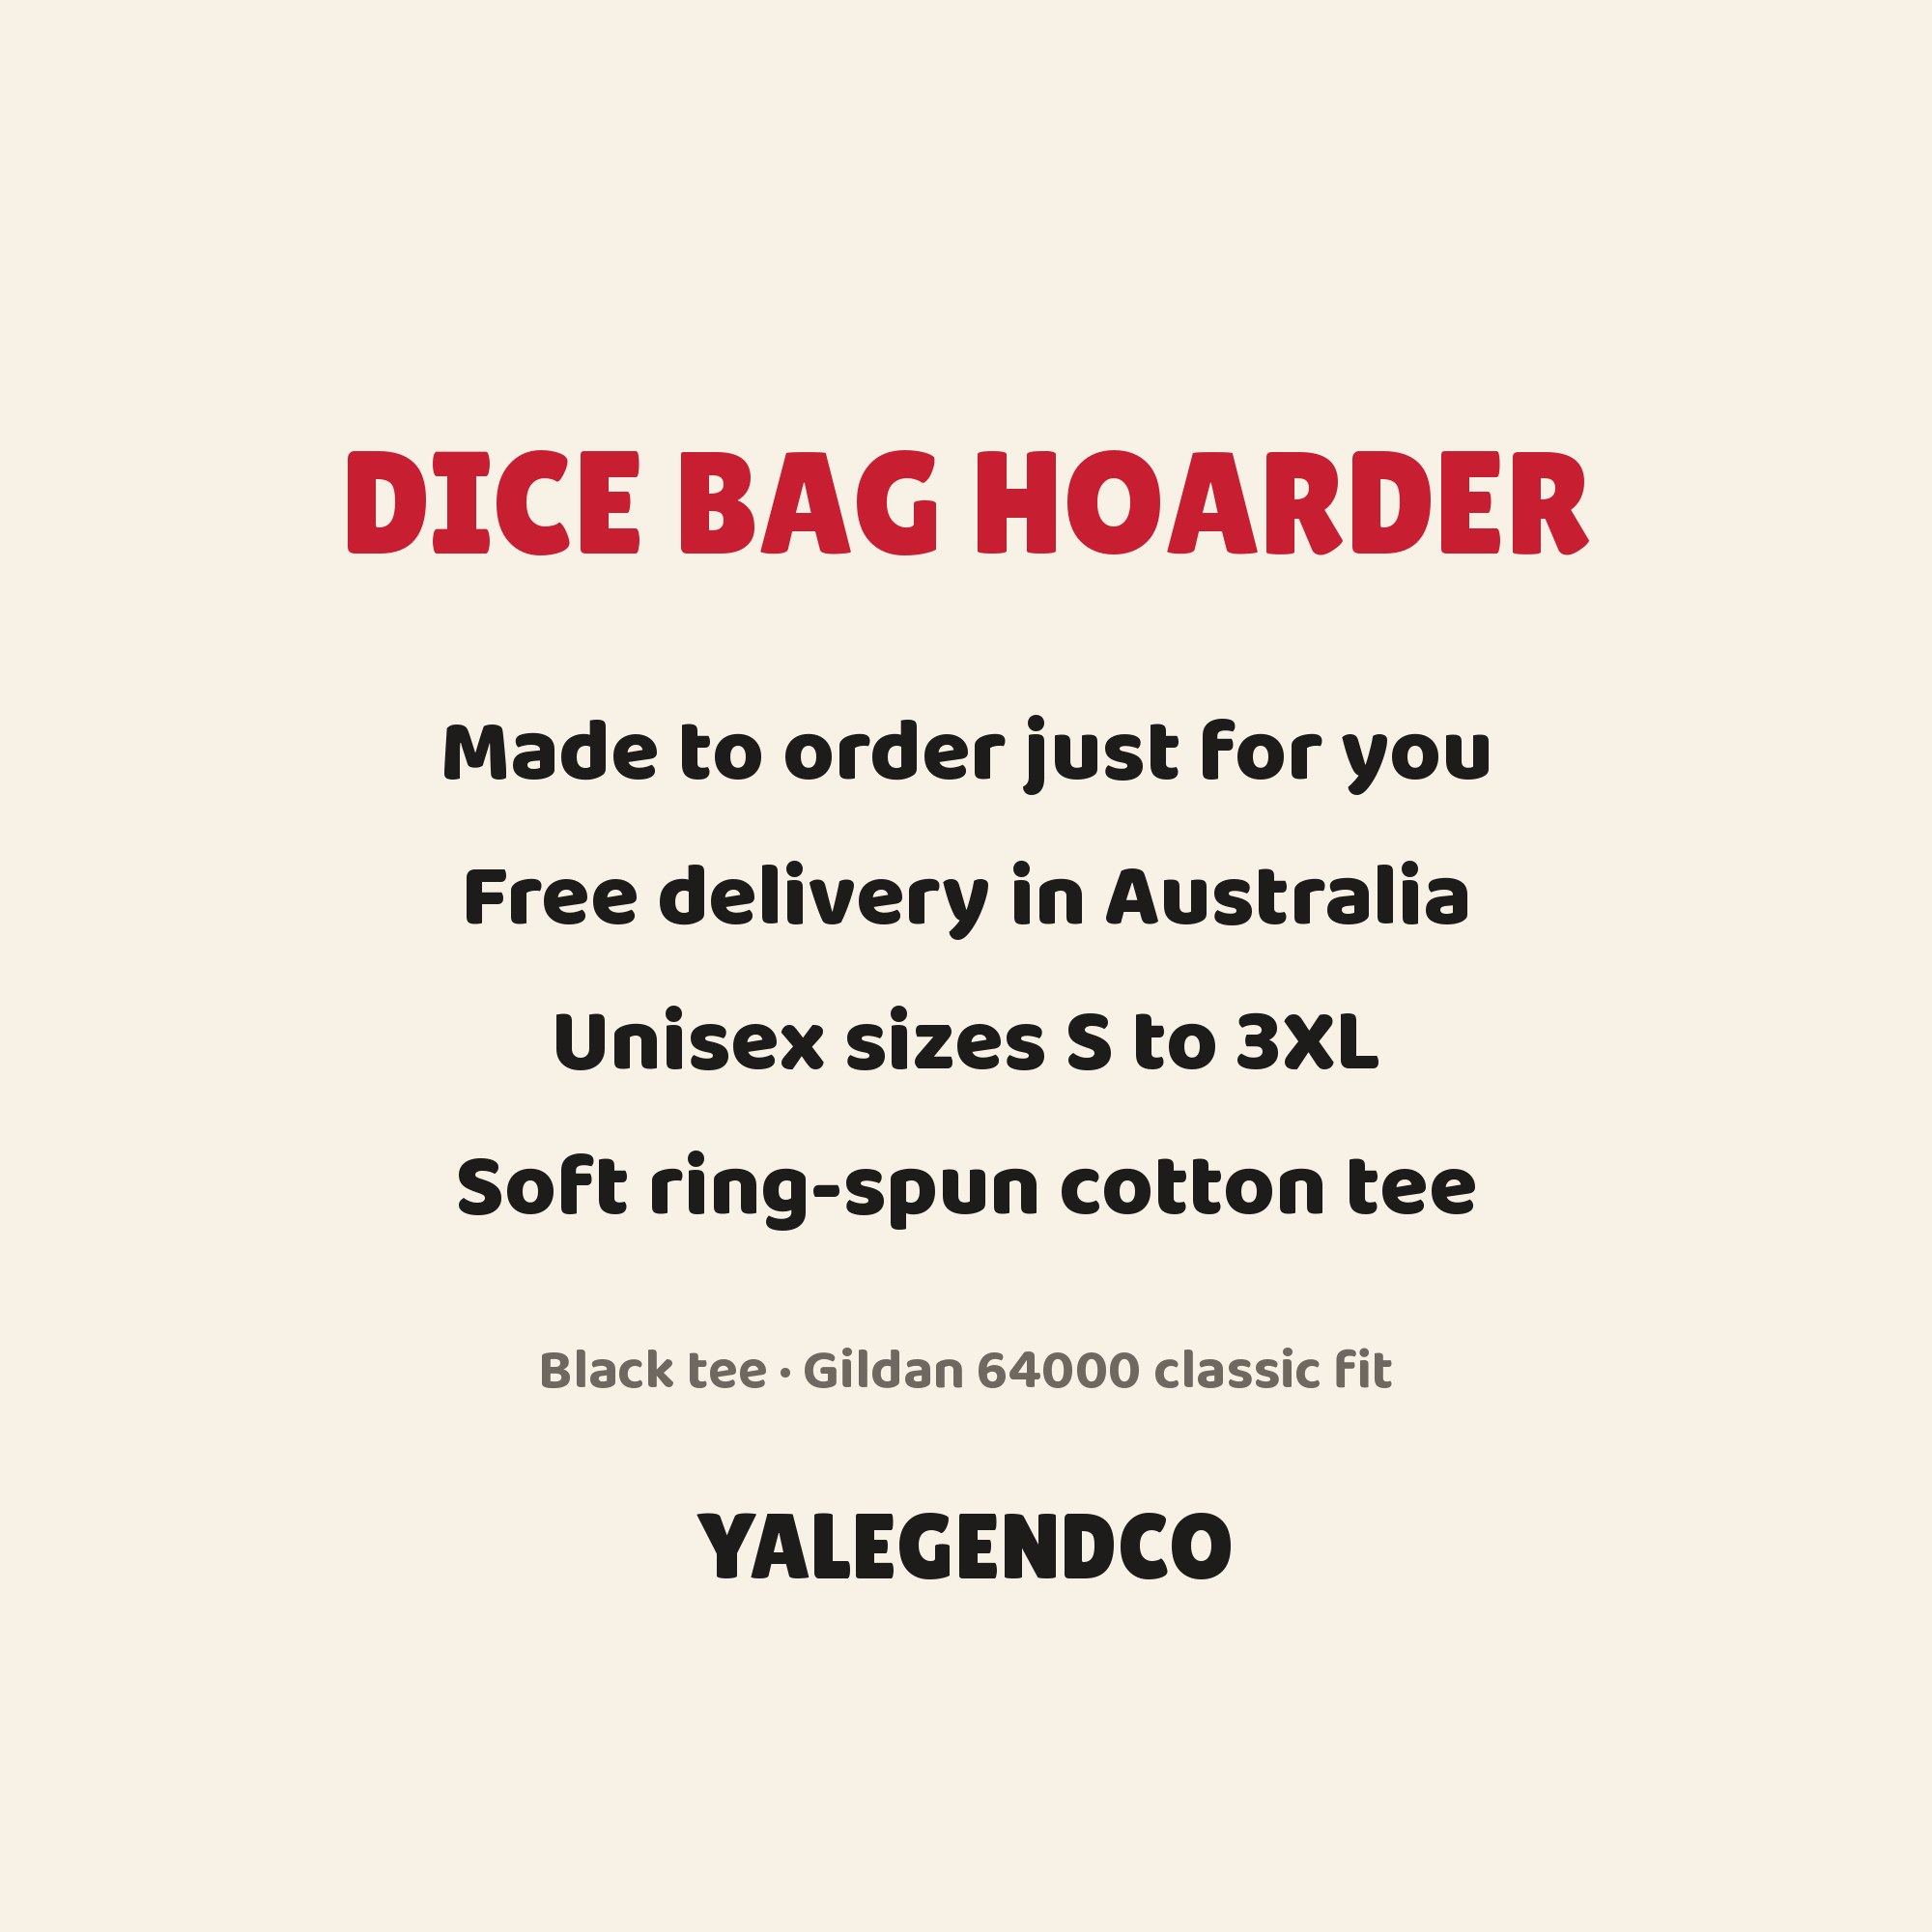 DICE BAG HOARDER
Made to order just for you
Free delivery in Australia
Unisex sizes S to 3XL
Soft ring-spun cotton tee
Black tee · Gildan 64000 classic fit
YALEGENDCO